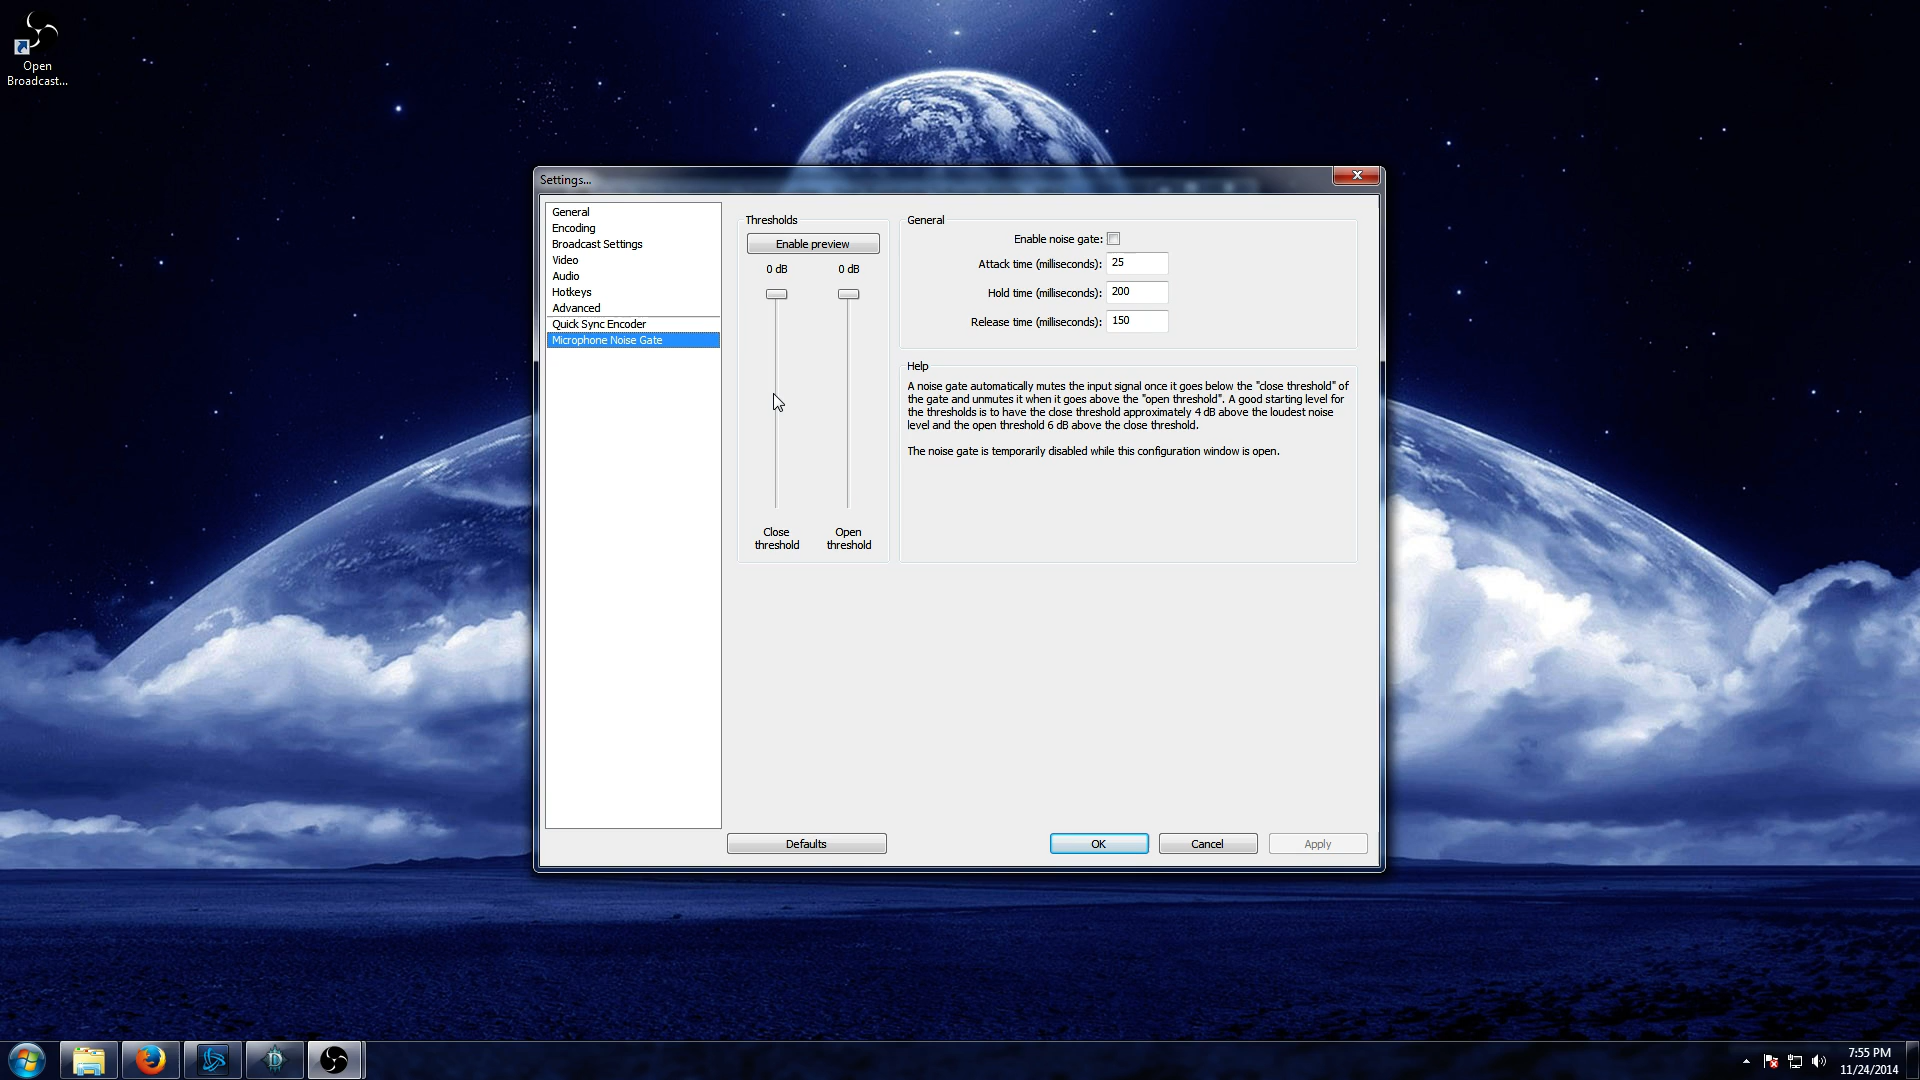 Open
Broadcast...
Settings...
General
Encoding
Broadcast Settings
Video
Audio
Hotkeys
Advanced
Quick Sync Encoder
Microphone Noise Gate
Thresholds
Enable preview
0 dB 0 dB
Close
threshold
Open
threshold
General
Enable noise gate:
Attack time (milliseconds): 25
Hold time (milliseconds): 200
Release time (milliseconds): 150
Help
A noise gate automatically mutes the input signal once it goes below the "close threshold" of
the gate and unmutes it when it goes above the "open threshold". A good starting level for
the thresholds is to have the close threshold approximately 4 dB above the loudest noise
level and the open threshold 6 dB above the close threshold.
The noise gate is temporarily disabled while this configuration window is open.
Defaults
OK
Cancel
Apply
7:55 PM
11/24/2014